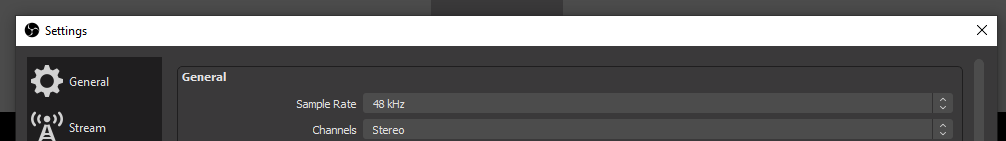 Settings
General
Stream
General
Sample Rate 48 kHz
Channels Stereo